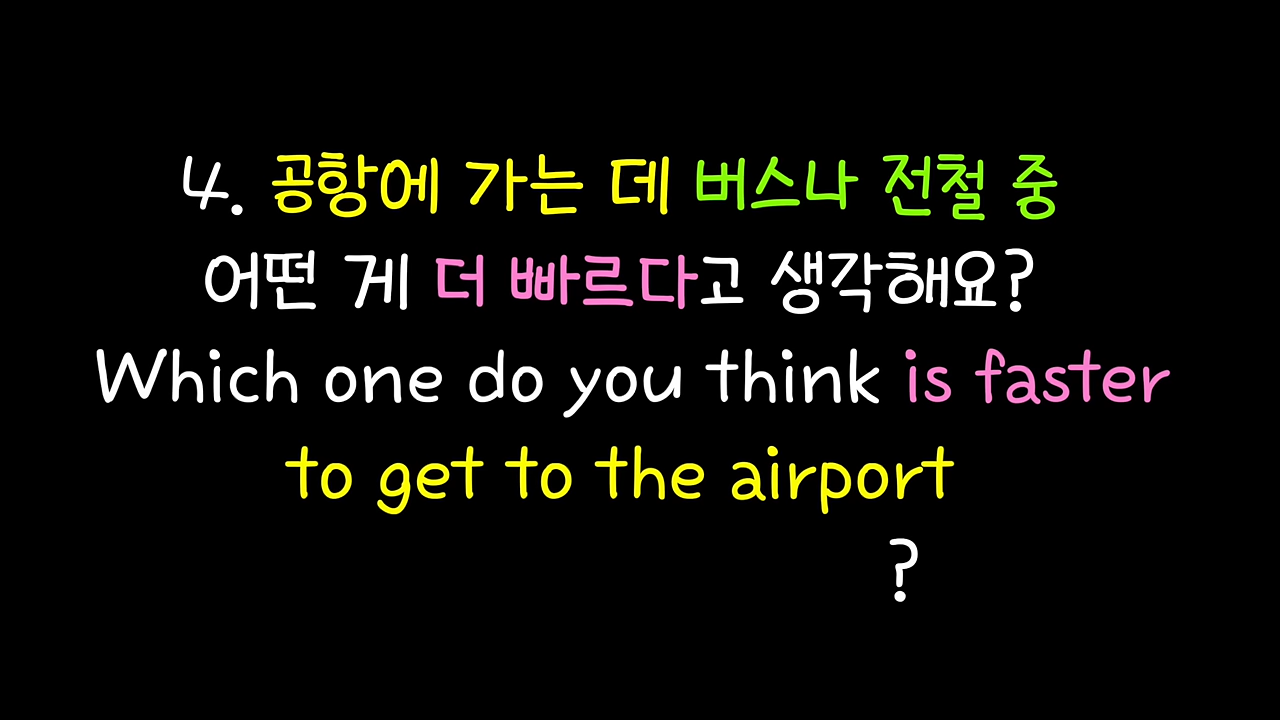 4. 공항에 가는 데 버스나 전철 중
어떤 게 더 빠르다고 생각해요?
Which one do you think is faster
to get to the airport
?